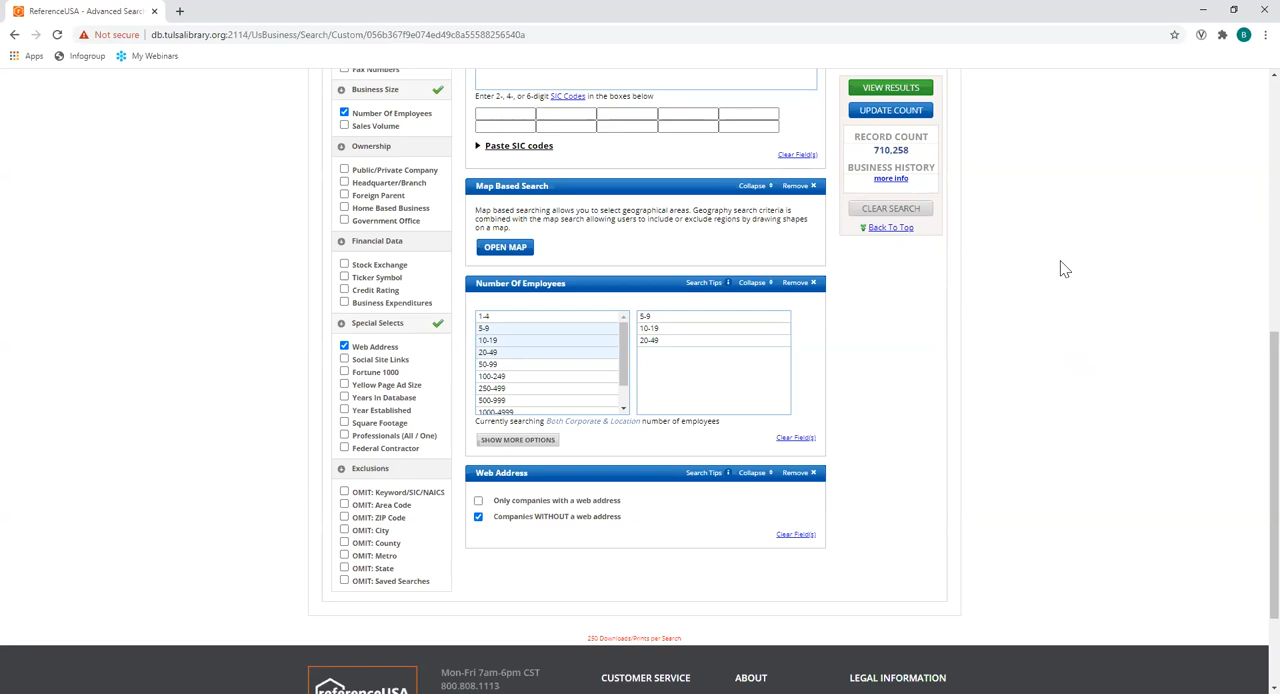 ReferenceUSA - Advanced Searc
Not secure
db.tulsalibrary.org:2114/UsBusiness/Search/Custom/056b367f9e074ed49c8a55588256540a
B
Apps
Infogroup
My Webinars
Fax Numbers
Business Size
Number Of Employees
Sales Volume
Ownership
Public/Private Company
Headquarter/Branch
Foreign Parent
Home Based Business
Government Office
Financial Data
Stock Exchange
Ticker Symbol
Credit Rating
Business Expenditures
Special Selects
Web Address
Social Site Links
Fortune 1000
Yellow Page Ad Size
Years In Database
Year Established
Square Footage
Professionals (All / One)
Federal Contractor
Exclusions
OMIT: Keyword/SIC/NAICS
OMIT: Area Code
OMIT: ZIP Code
OMIT: City
OMIT: County
OMIT: Metro
OMIT: State
OMIT: Saved Searches
Enter 2-, 4-, or 6-digit SIC Codes in the boxes below
Paste SIC codes
Clear Field(s)
Map Based Search
Collapse
Remove
Map based searching allows you to select geographical areas. Geography search criteria is
combined with the map search allowing users to include or exclude regions by drawing shapes
on a map.
OPEN MAP
Number Of Employees
Search Tips
Collapse
Remove
1-4
5-9
10-19
20-49
50-99
100-249
250-499
500-999
1000-4999
5-9
10-19
20-49
Currently searching Both Corporate & Location number of employees
SHOW MORE OPTIONS
Clear Field(s)
Web Address
Search Tips
Collapse
Remove
Only companies with a web address
Companies WITHOUT a web address
Clear Field(s)
VIEW RESULTS
UPDATE COUNT
RECORD COUNT
710,258
BUSINESS HISTORY
more info
CLEAR SEARCH
Back To Top
250 Downloads/Prints per Search
referenceUSA
Mon-Fri 7am-6pm CST
800.808.1113
CUSTOMER SERVICE
ABOUT
LEGAL INFORMATION